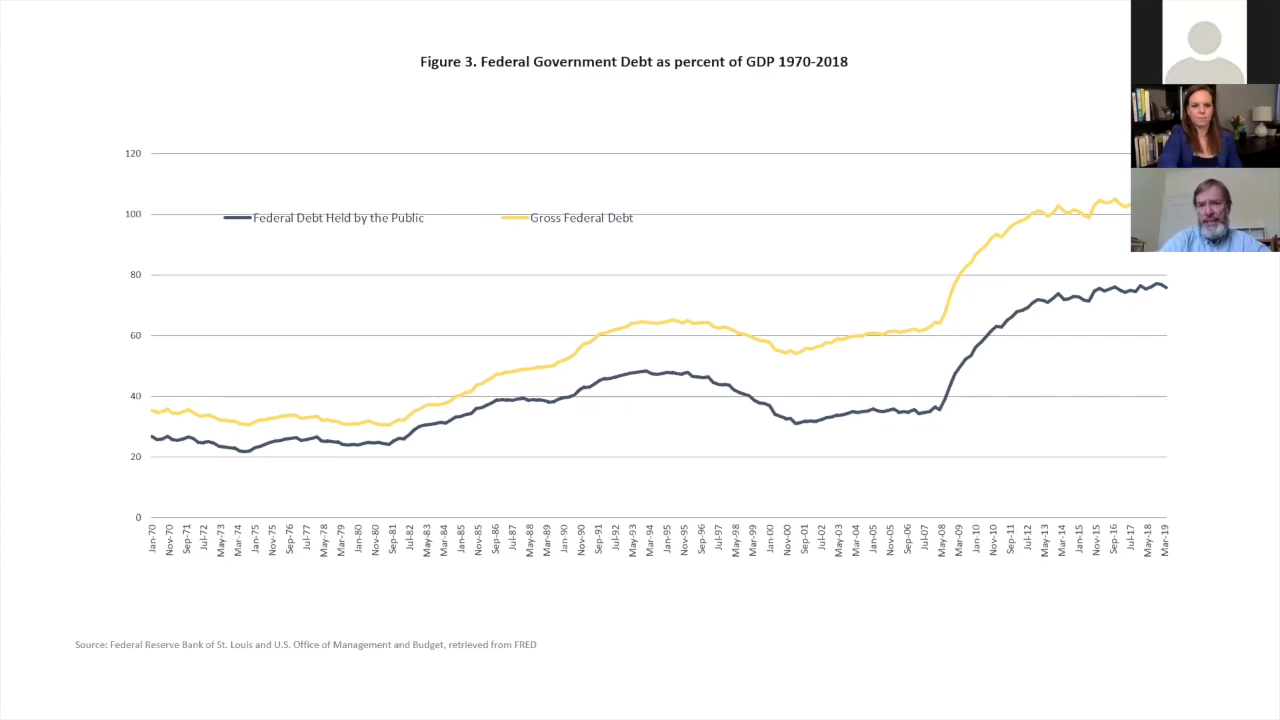 Figure 3. Federal Government Debt as percent of GDP 1970-2018
120
100
Federal Debt Held by the Public
Gross Federal Debt
80
60
40
20
0
Jan-70
Nov-70
Sep-71
Jul-72
May-73
Mar-74
Jan-75
Nov-75
Sep-76
Jul-77
May-78
Mar-79
Jan-80
Nov-80
Sep-81
Jul-82
May-83
Mar-84
Jan-85
Nov-85
Sep-86
Jul-87
May-88
Mar-89
Jan-90
Nov-90
Sep-91
Jul-92
May-93
Mar-94
Jan-95
Nov-95
Sep-96
Jul-97
May-98
Mar-99
Jan-00
Nov-00
Sep-01
Jul-02
May-03
Mar-04
Jan-05
Nov-05
Sep-06
Jul-07
May-08
Mar-09
Jan-10
Nov-10
Sep-11
Jul-12
May-13
Mar-14
Jan-15
Nov-15
Sep-16
Jul-17
May-18
Mar-19
Source: Federal Reserve Bank of St. Louis and U.S. Office of Management and Budget, retrieved from FRED